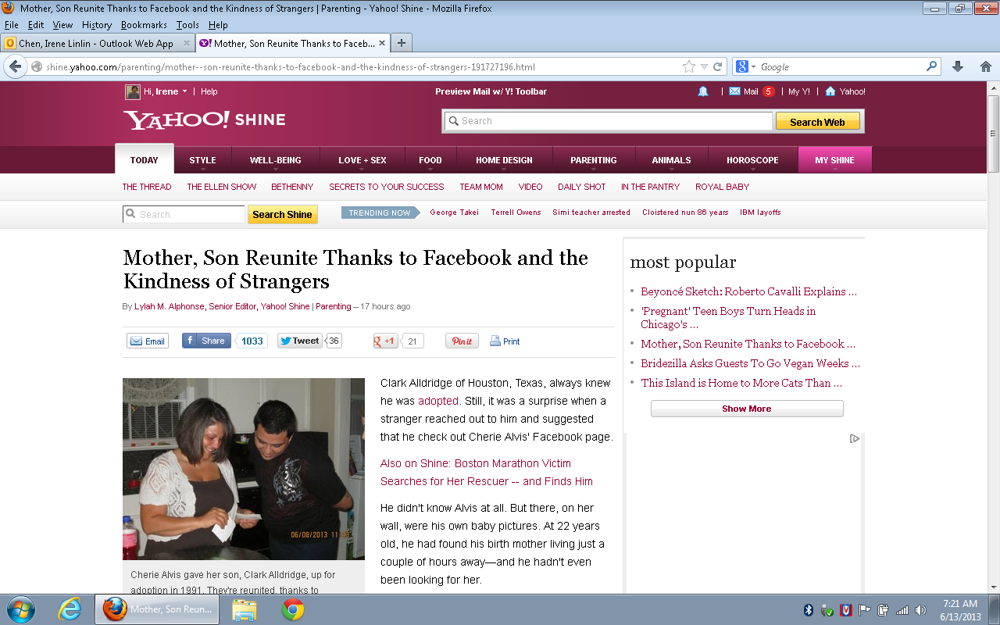 Mother, Son Reunite Thanks to Facebook and the Kindness of Strangers | Parenting - Yahoo! Shine - Mozilla Firefox
File Edit View History Bookmarks Tools Help
Chen, Irene Linlin - Outlook Web App
Mother, Son Reunite Thanks to Faceb...
shine.yahoo.com/parenting/mother--son-reunite-thanks-to-facebook-and-the-kindness-of-strangers-191727196.html
Google
Hi, Irene | Help
Preview Mail w/ Y! Toolbar
| Mail 5 | My Y! | Yahoo!
YAHOO! SHINE
Search
Search Web
TODAY STYLE WELL-BEING LOVE + SEX FOOD HOME DESIGN PARENTING ANIMALS HOROSCOPE MY SHINE
THE THREAD THE ELLEN SHOW BETHENNY SECRETS TO YOUR SUCCESS TEAM MOM VIDEO DAILY SHOT IN THE PANTRY ROYAL BABY
Search
Search Shine
TRENDING NOW George Takei Terrell Owens Simi teacher arrested Cloistered nun 86 years IBM layoffs
Mother, Son Reunite Thanks to Facebook and the
Kindness of Strangers
By Lylah M. Alphonse, Senior Editor, Yahoo! Shine | Parenting – 17 hours ago
Email Share 1033 Tweet 36 +1 21 Pin it Print
06/08/2013
Cherie Alvis gave her son, Clark Alldridge, up for
adoption in 1991. They're reunited, thanks to
Clark Alldridge of Houston, Texas, always knew
he was adopted. Still, it was a surprise when a
stranger reached out to him and suggested
that he check out Cherie Alvis' Facebook page.
Also on Shine: Boston Marathon Victim
Searches for Her Rescuer -- and Finds Him
He didn't know Alvis at all. But there, on her
wall, were his own baby pictures. At 22 years
old, he had found his birth mother living just a
couple of hours away—and he hadn't even
been looking for her.
most popular
Beyoncé Sketch: Roberto Cavalli Explains ...
'Pregnant' Teen Boys Turn Heads in
Chicago's ...
Mother, Son Reunite Thanks to Facebook ...
Bridezilla Asks Guests To Go Vegan Weeks ...
This Island is Home to More Cats Than ...
Show More
Mother, Son Reun...
7:21 AM
6/13/2013